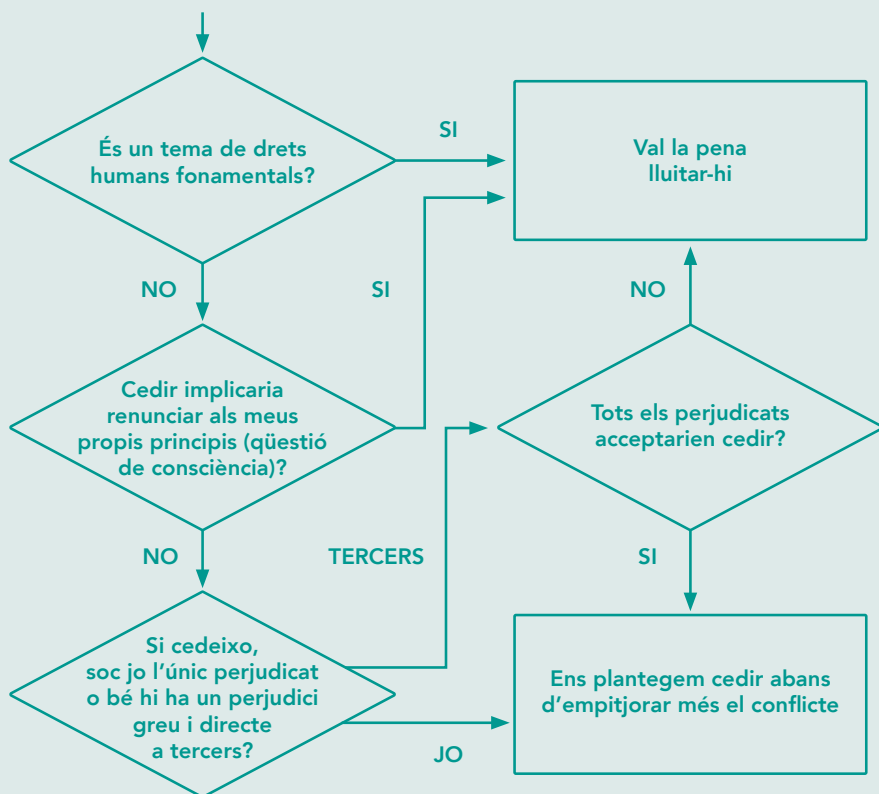 És un tema de drets
humans fonamentals?
SI
Val la pena
lluitar-hi
NO
SI
NO
Cedir implicaria
renunciar als meus
propis principis (qüestió
de consciència)?
Tots els perjudicats
acceptarien cedir?
NO
TERCERS
SI
Si cedeixo,
soc jo l’únic perjudicat
o bé hi ha un perjudici
greu i directe
a tercers?
Ens plantegem cedir abans
d’empitjorar més el conflicte
JO